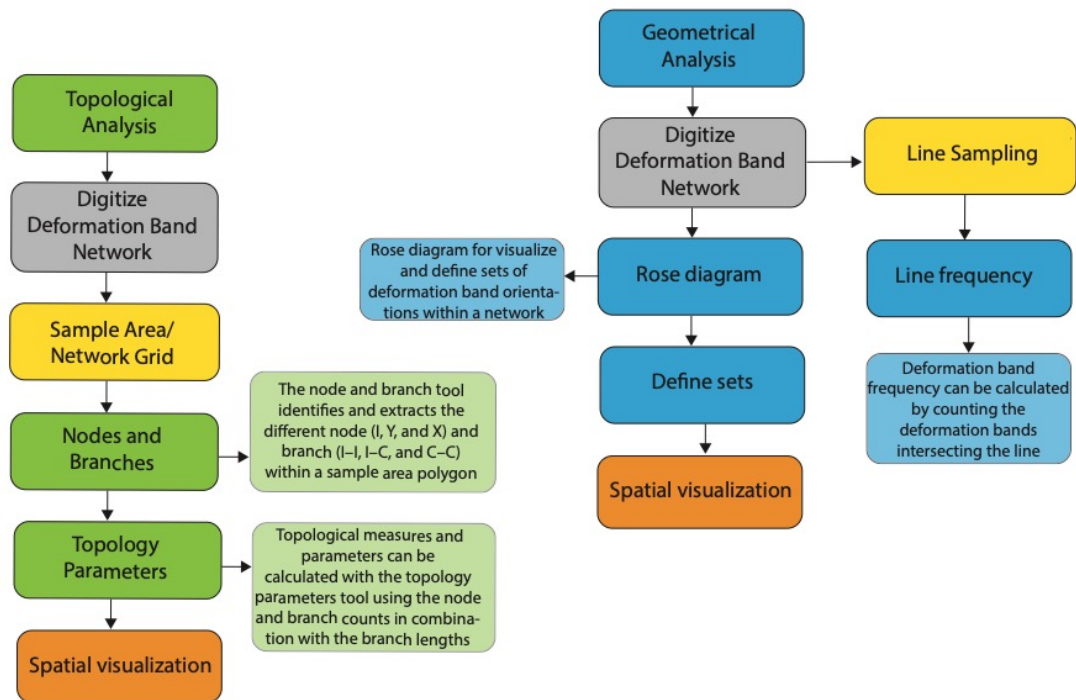 Topological
Analysis
Digitize
Deformation Band
Network
Sample Area/
Network Grid
Nodes and
Branches
The node and branch tool
identifies and extracts the
different node (I, Y, and X) and
branch (I–I, I–C, and C–C)
within a sample area polygon
Topology
Parameters
Topological measures and
parameters can be
calculated with the topology
parameters tool using the node
and branch counts in combina-
tion with the branch lengths
Spatial visualization
Geometrical
Analysis
Digitize
Deformation Band
Network
Line Sampling
Rose diagram for visualize
and define sets of
deformation band orienta-
tions within a network
Rose diagram
Line frequency
Define sets
Deformation band
frequency can be calculated
by counting the
deformation bands
intersecting the line
Spatial visualization